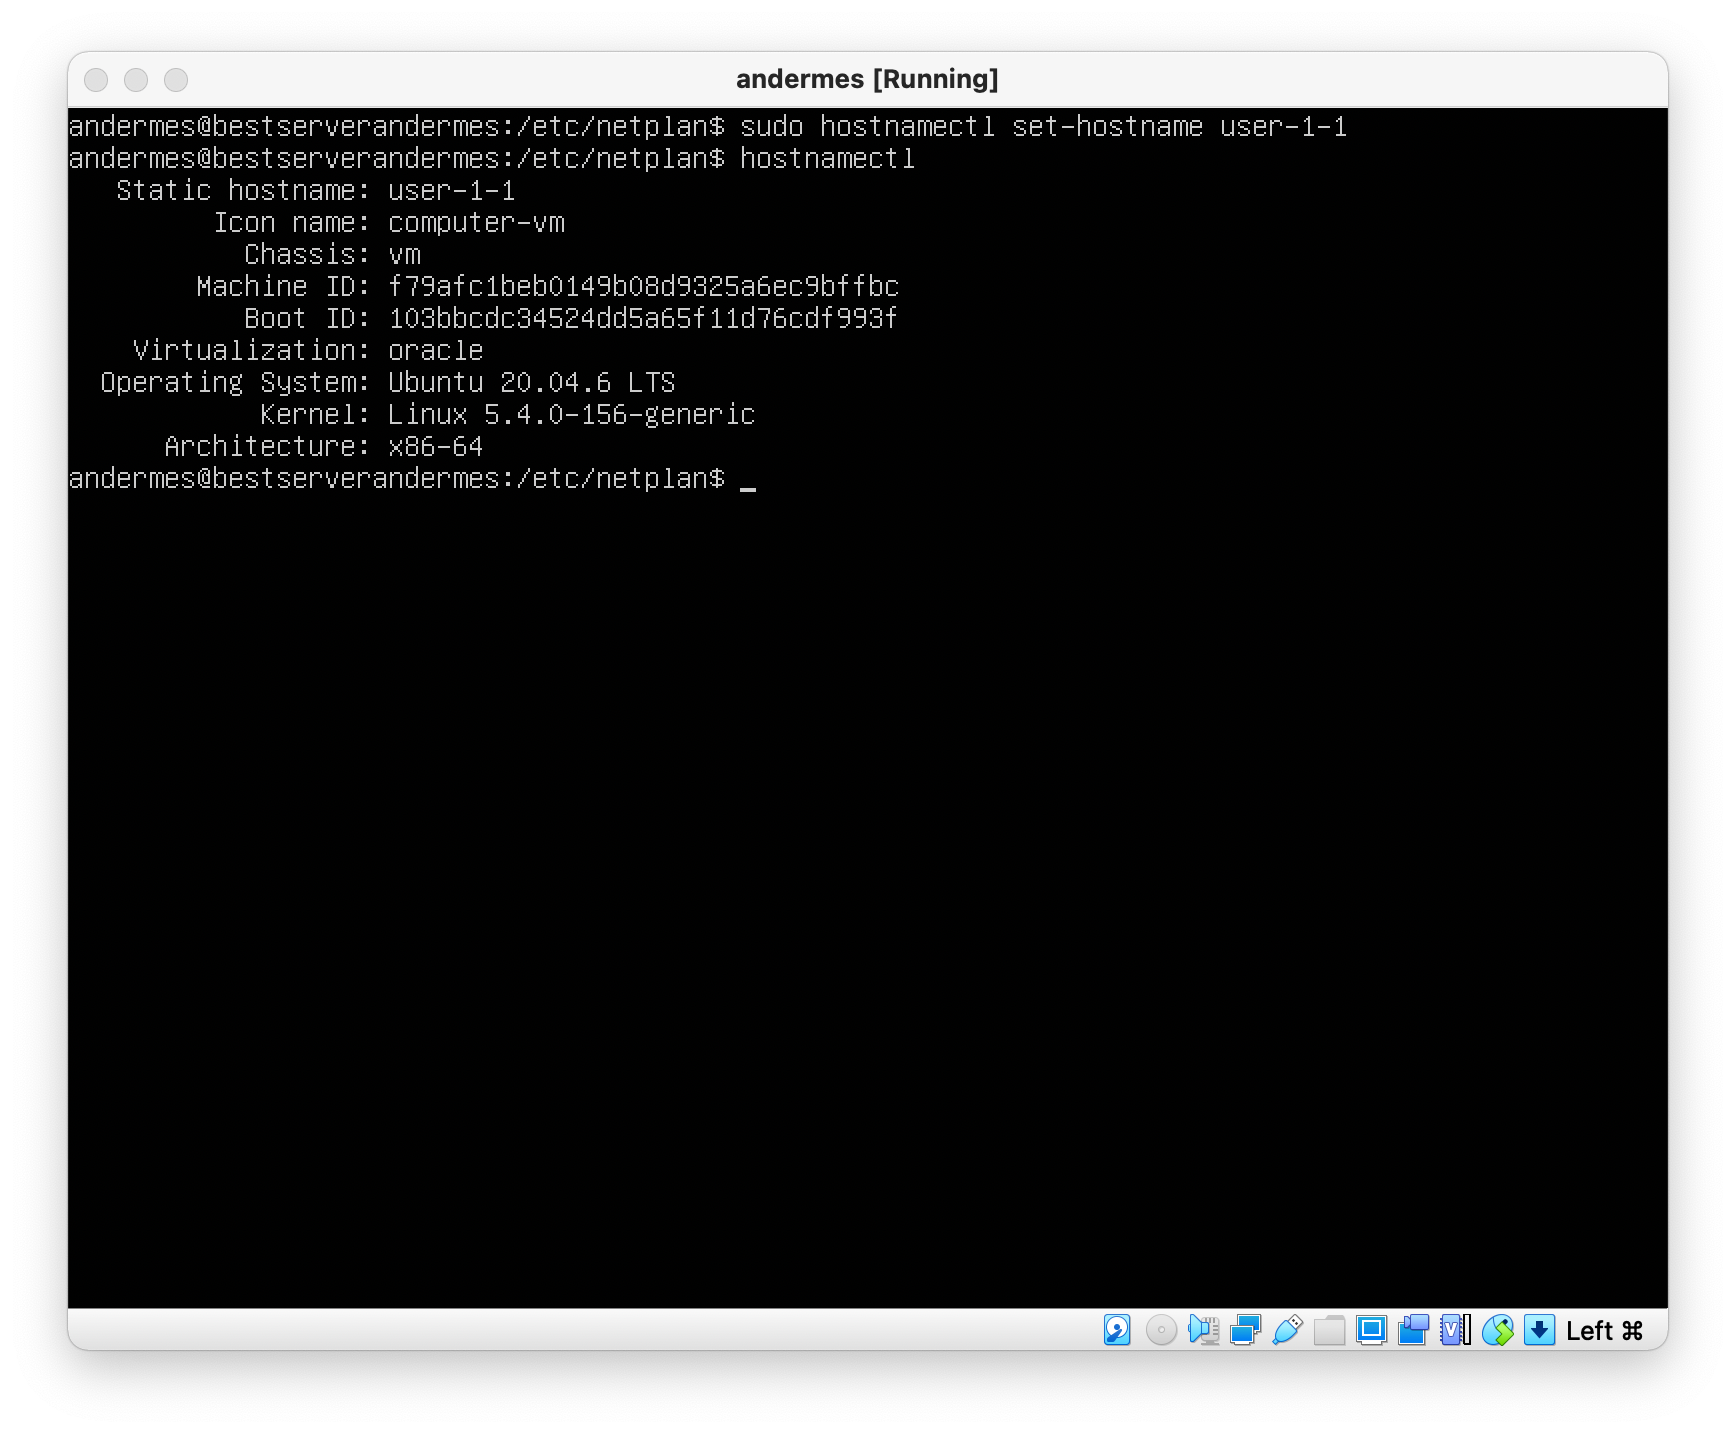 andermes [Running]
andermes@bestserverandermes:/etc/netplan$ sudo hostnamectl set-hostname user-1-1
andermes@bestserverandermes:/etc/netplan$ hostnamectl
Static hostname: user-1-1
Icon name: computer-vm
Chassis: vm
Machine ID: f79afc1beb0149b08d9325a6ec9bffbc
Boot ID: 103bbcdc34524dd5a65f11d76cdf993f
Virtualization: oracle
Operating System: Ubuntu 20.04.6 LTS
Kernel: Linux 5.4.0-156-generic
Architecture: x86-64
andermes@bestserverandermes:/etc/netplan$ _
Left ⌘